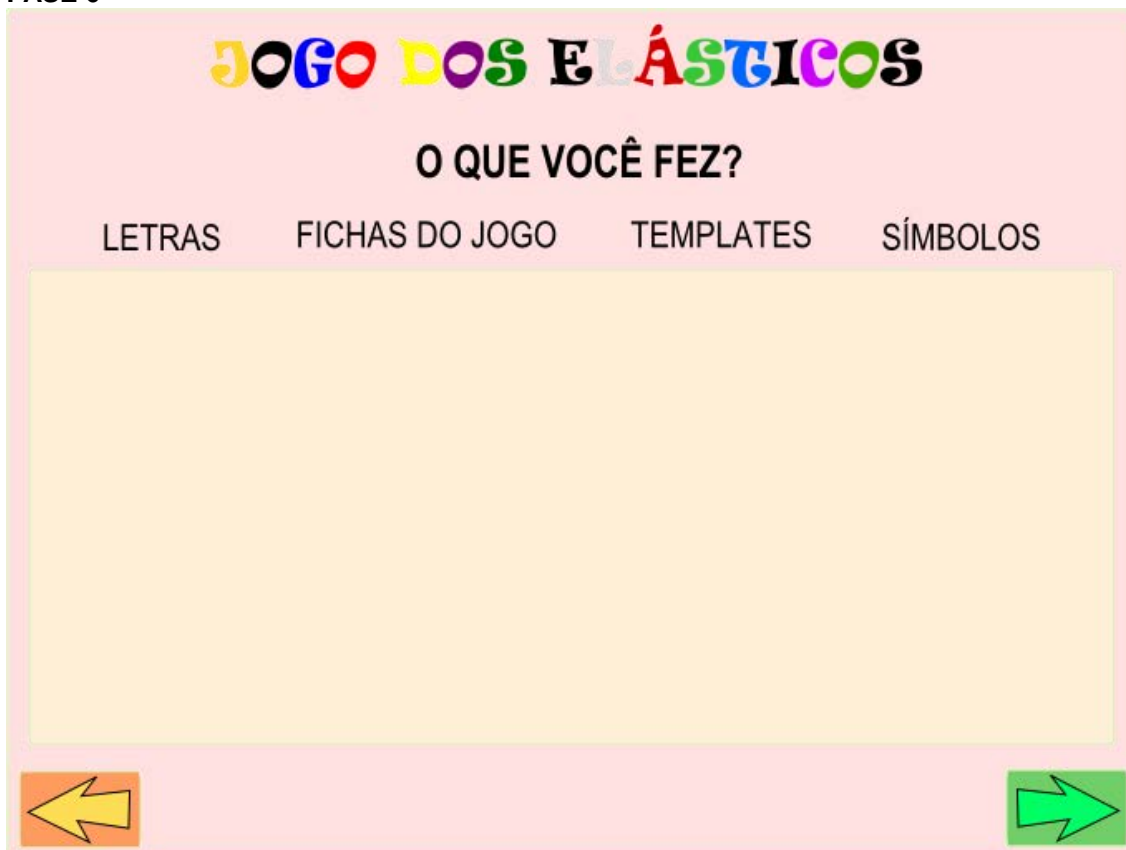 JOGO DOS ELÁSTICOS
O QUE VOCÊ FEZ?
LETRAS FICHAS DO JOGO TEMPLATES SÍMBOLOS